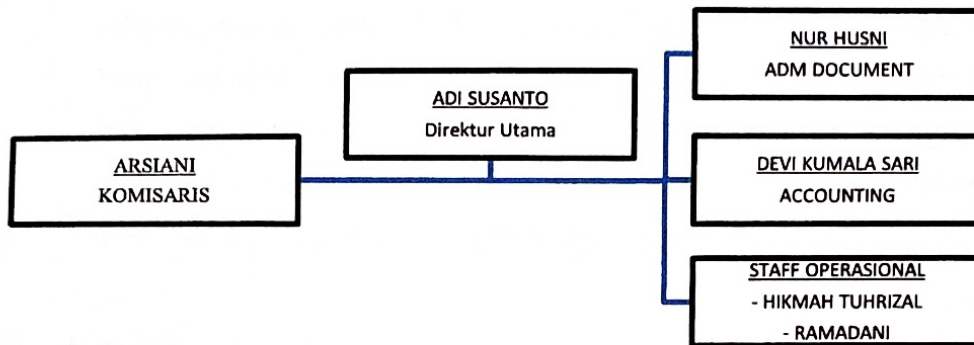 NUR HUSNI
ADM DOCUMENT
ADI SUSANTO
Direktur Utama
ARSIANI
KOMISARIS
DEVI KUMALA SARI
ACCOUNTING
STAFF OPERASIONAL
- HIKMAH TUHRIZAL
- RAMADANI